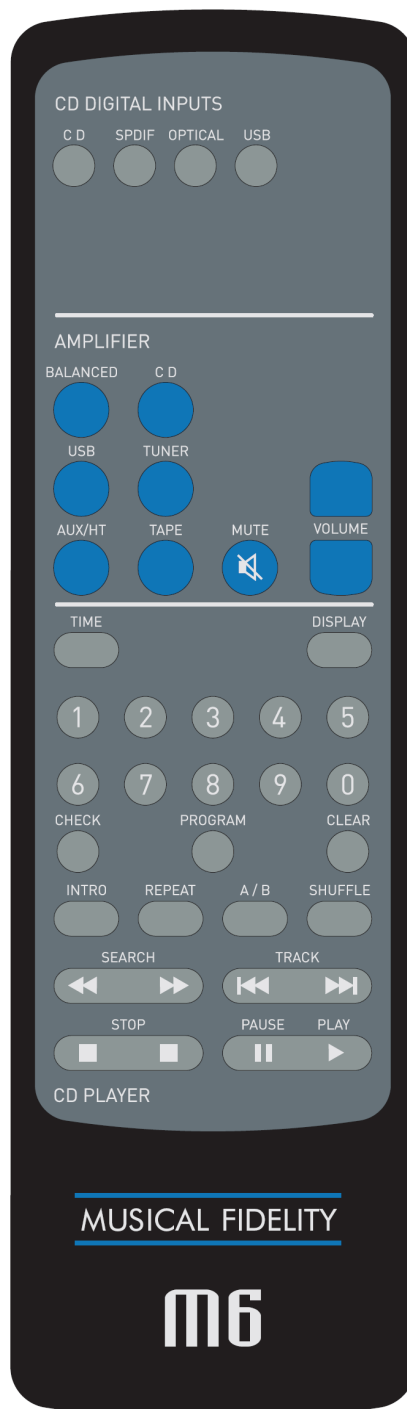 CD DIGITAL INPUTS
C D SPDIF OPTICAL USB
AMPLIFIER
BALANCED C D
USB TUNER
AUX/HT TAPE MUTE VOLUME
TIME DISPLAY
1 2 3 4 5
6 7 8 9 0
CHECK PROGRAM CLEAR
INTRO REPEAT A / B SHUFFLE
SEARCH TRACK
STOP PAUSE PLAY
CD PLAYER
MUSICAL FIDELITY
M6